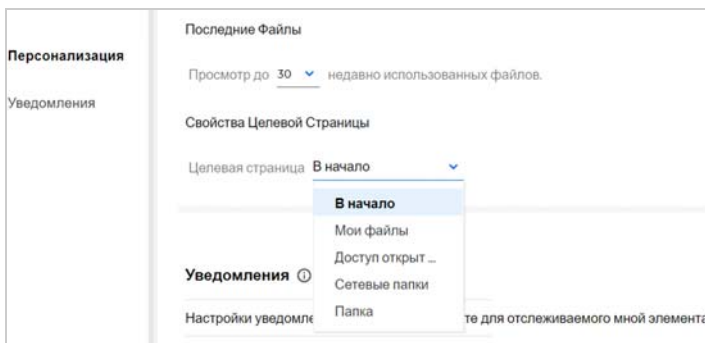 Последние Файлы
Персонализация
Просмотр до 30 недавно использованных файлов.
Уведомления
Свойства Целевой Страницы
Целевая страница В начало
В начало
Мои файлы
Доступ открыт ...
Сетевые папки
Папка
Уведомления
Настройки уведомле те для отслеживаемого мной элемента